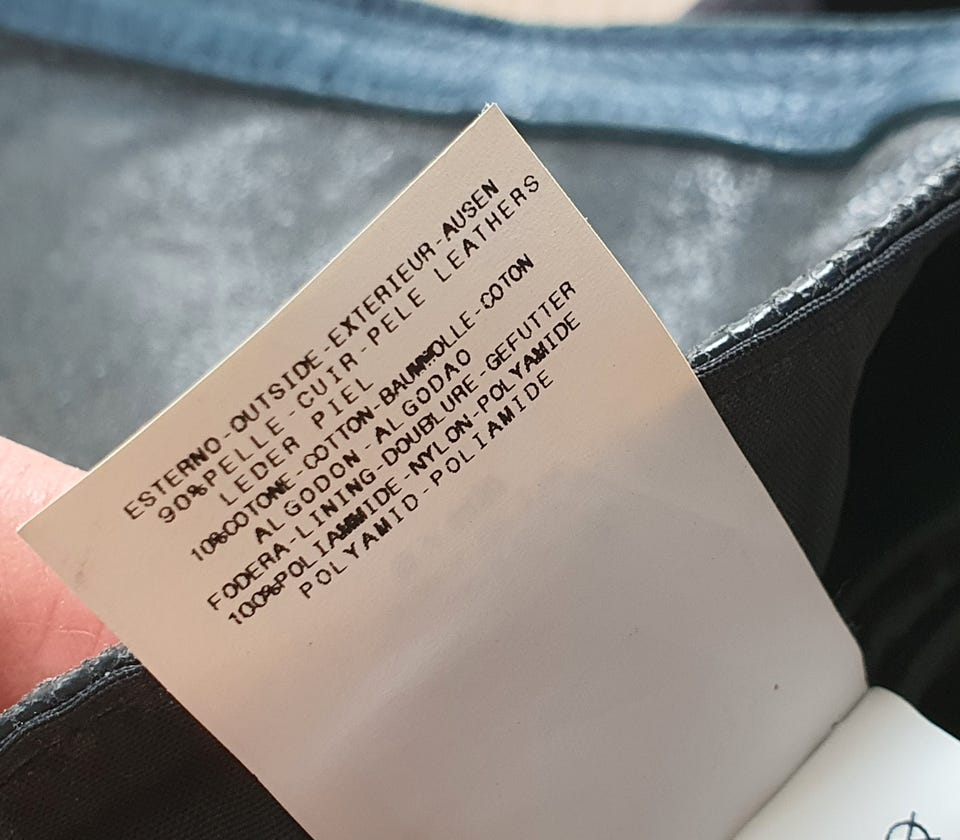 ESTERNO-OUTSIDE-EXTERIEUR-AUSEN
90%PELLE-CUIR-PELE LEATHERS
LEDER PIEL
10%COTONE-COTTON-BAUMWOLLE-COTON
ALGODON-ALGODAO
FODERA-LINING-DOUBLURE-GEFUTTER
100%POLIAMMIDE-NYLON-POLYAMIDE
POLYAMID-POLIAMIDE